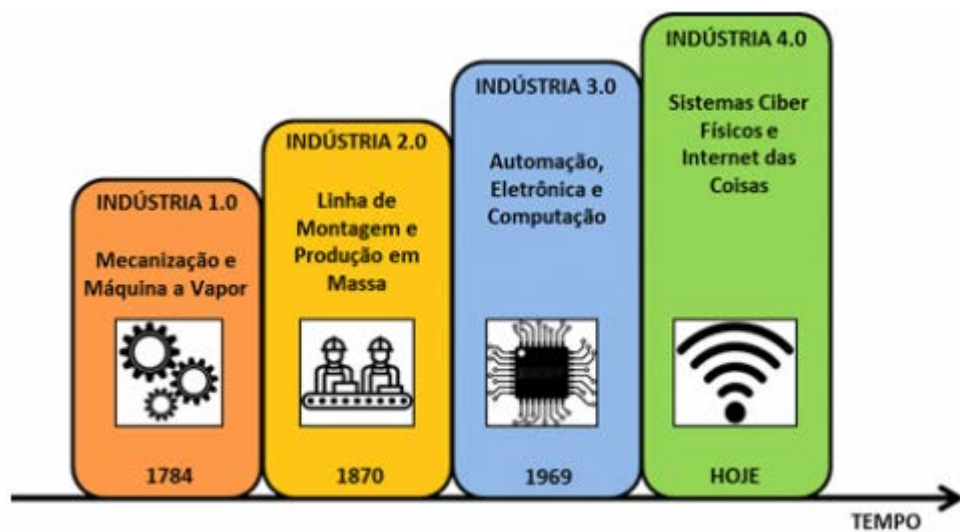 INDÚSTRIA 1.0
Mecanização e
Máquina a Vapor
1784
INDÚSTRIA 2.0
Linha de
Montagem e
Produção em
Massa
1870
INDÚSTRIA 3.0
Automação,
Eletrônica e
Computação
1969
INDÚSTRIA 4.0
Sistemas Ciber
Físicos e
Internet das
Coisas
HOJE
TEMPO